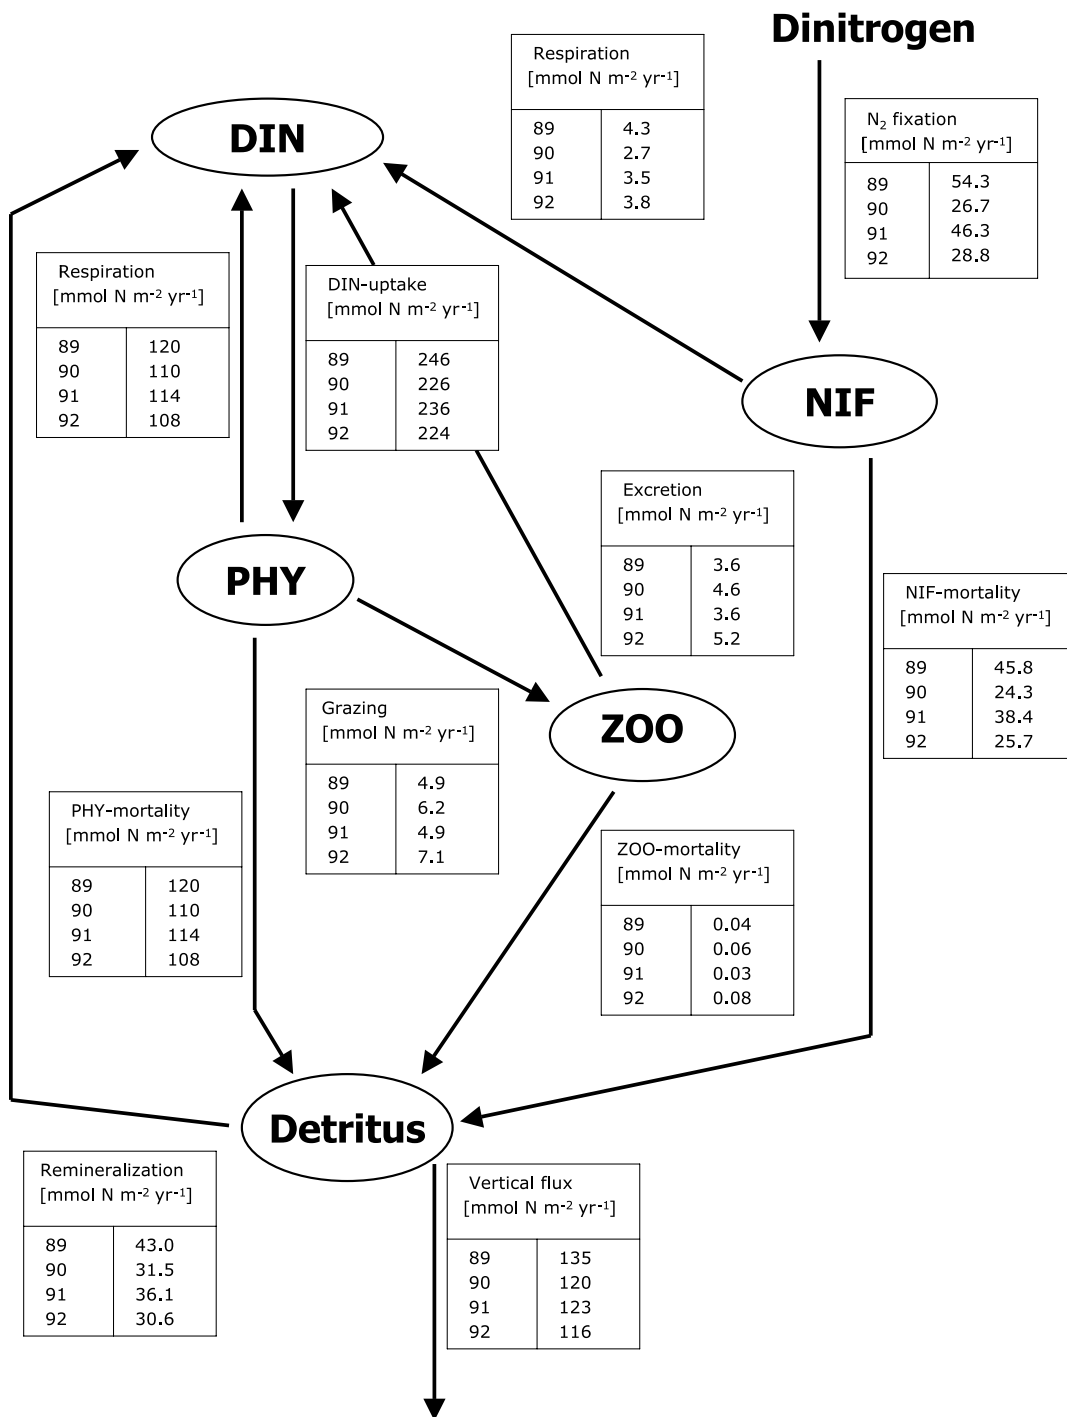 Dinitrogen
Respiration
[mmol N m⁻² yr⁻¹]
89 4.3
90 2.7
91 3.5
92 3.8
N₂ fixation
[mmol N m⁻² yr⁻¹]
89 54.3
90 26.7
91 46.3
92 28.8
DIN
Respiration
[mmol N m⁻² yr⁻¹]
89 120
90 110
91 114
92 108
DIN-uptake
[mmol N m⁻² yr⁻¹]
89 246
90 226
91 236
92 224
NIF
Excretion
[mmol N m⁻² yr⁻¹]
89 3.6
90 4.6
91 3.6
92 5.2
PHY
NIF-mortality
[mmol N m⁻² yr⁻¹]
89 45.8
90 24.3
91 38.4
92 25.7
Grazing
[mmol N m⁻² yr⁻¹]
89 4.9
90 6.2
91 4.9
92 7.1
ZOO
PHY-mortality
[mmol N m⁻² yr⁻¹]
89 120
90 110
91 114
92 108
ZOO-mortality
[mmol N m⁻² yr⁻¹]
89 0.04
90 0.06
91 0.03
92 0.08
Detritus
Remineralization
[mmol N m⁻² yr⁻¹]
89 43.0
90 31.5
91 36.1
92 30.6
Vertical flux
[mmol N m⁻² yr⁻¹]
89 135
90 120
91 123
92 116